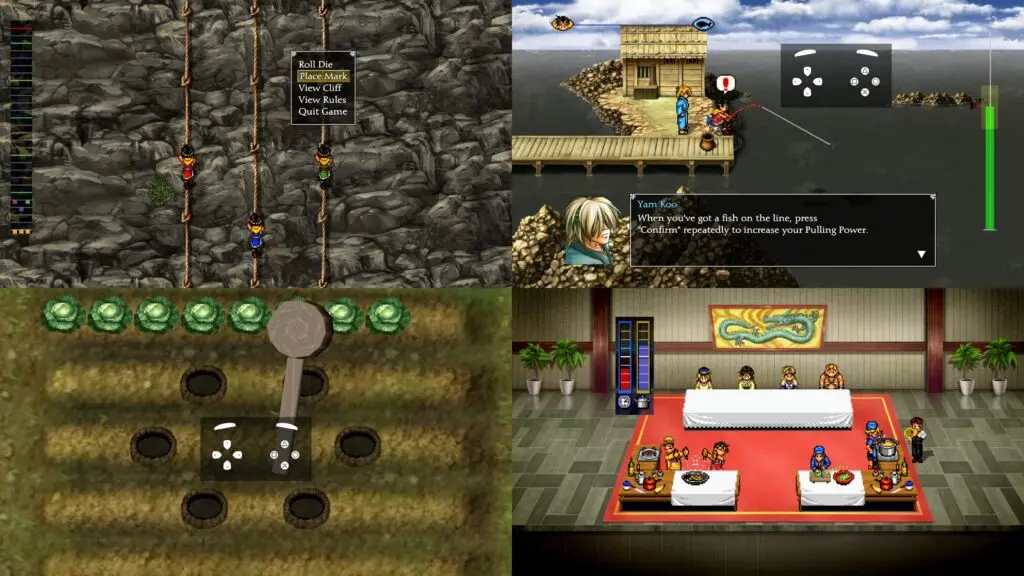 Roll Die
Place Mark
View Cliff
View Rules
Quit Game
Yam Koo
When you've got a fish on the line, press
"Confirm" repeatedly to increase your Pulling Power.